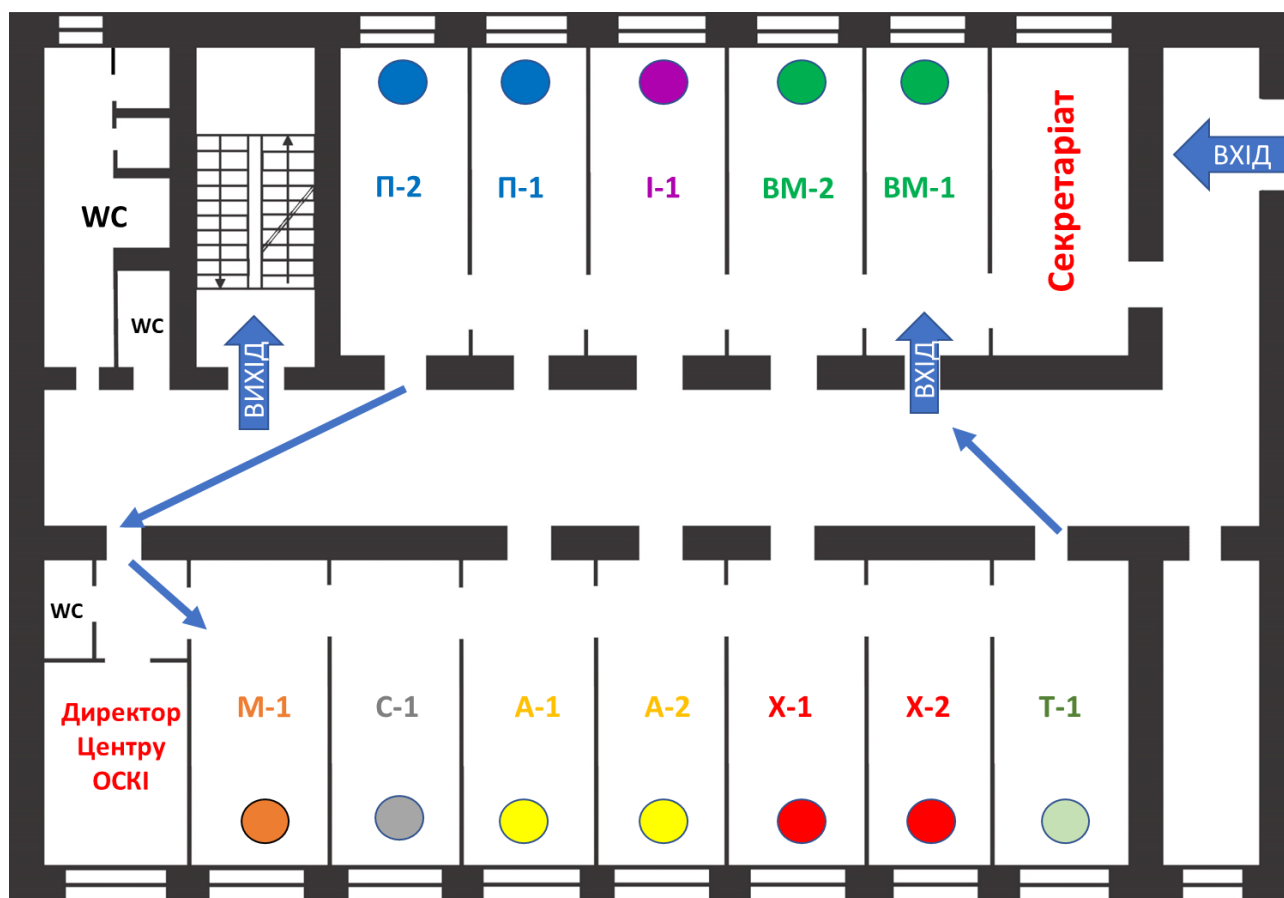 П-2
П-1
І-1
ВМ-2
ВМ-1
Секретаріат
ВХІД
WC
WC
ВИХІД
ВХІД
WC
Директор
Центру
ОСКІ
М-1
С-1
А-1
А-2
Х-1
Х-2
Т-1